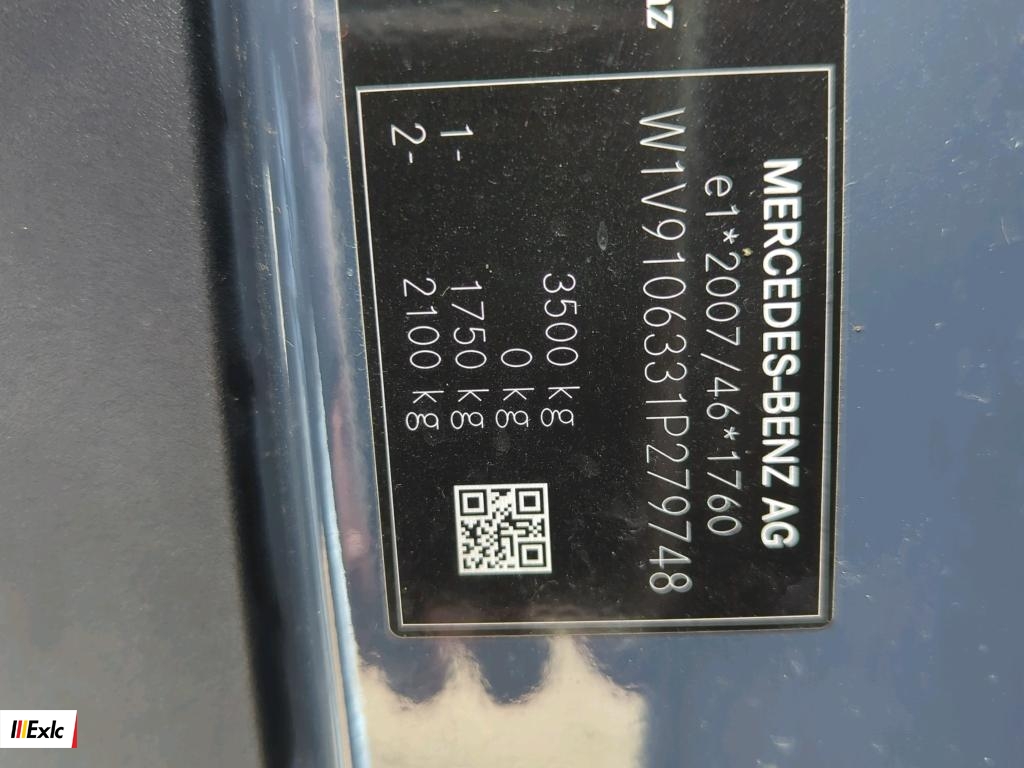 MERCEDES-BENZ AG
e1*2007/46*1760
W1V9106331P279748
3500 kg
0 kg
1- 1750 kg
2- 2100 kg
Exlc